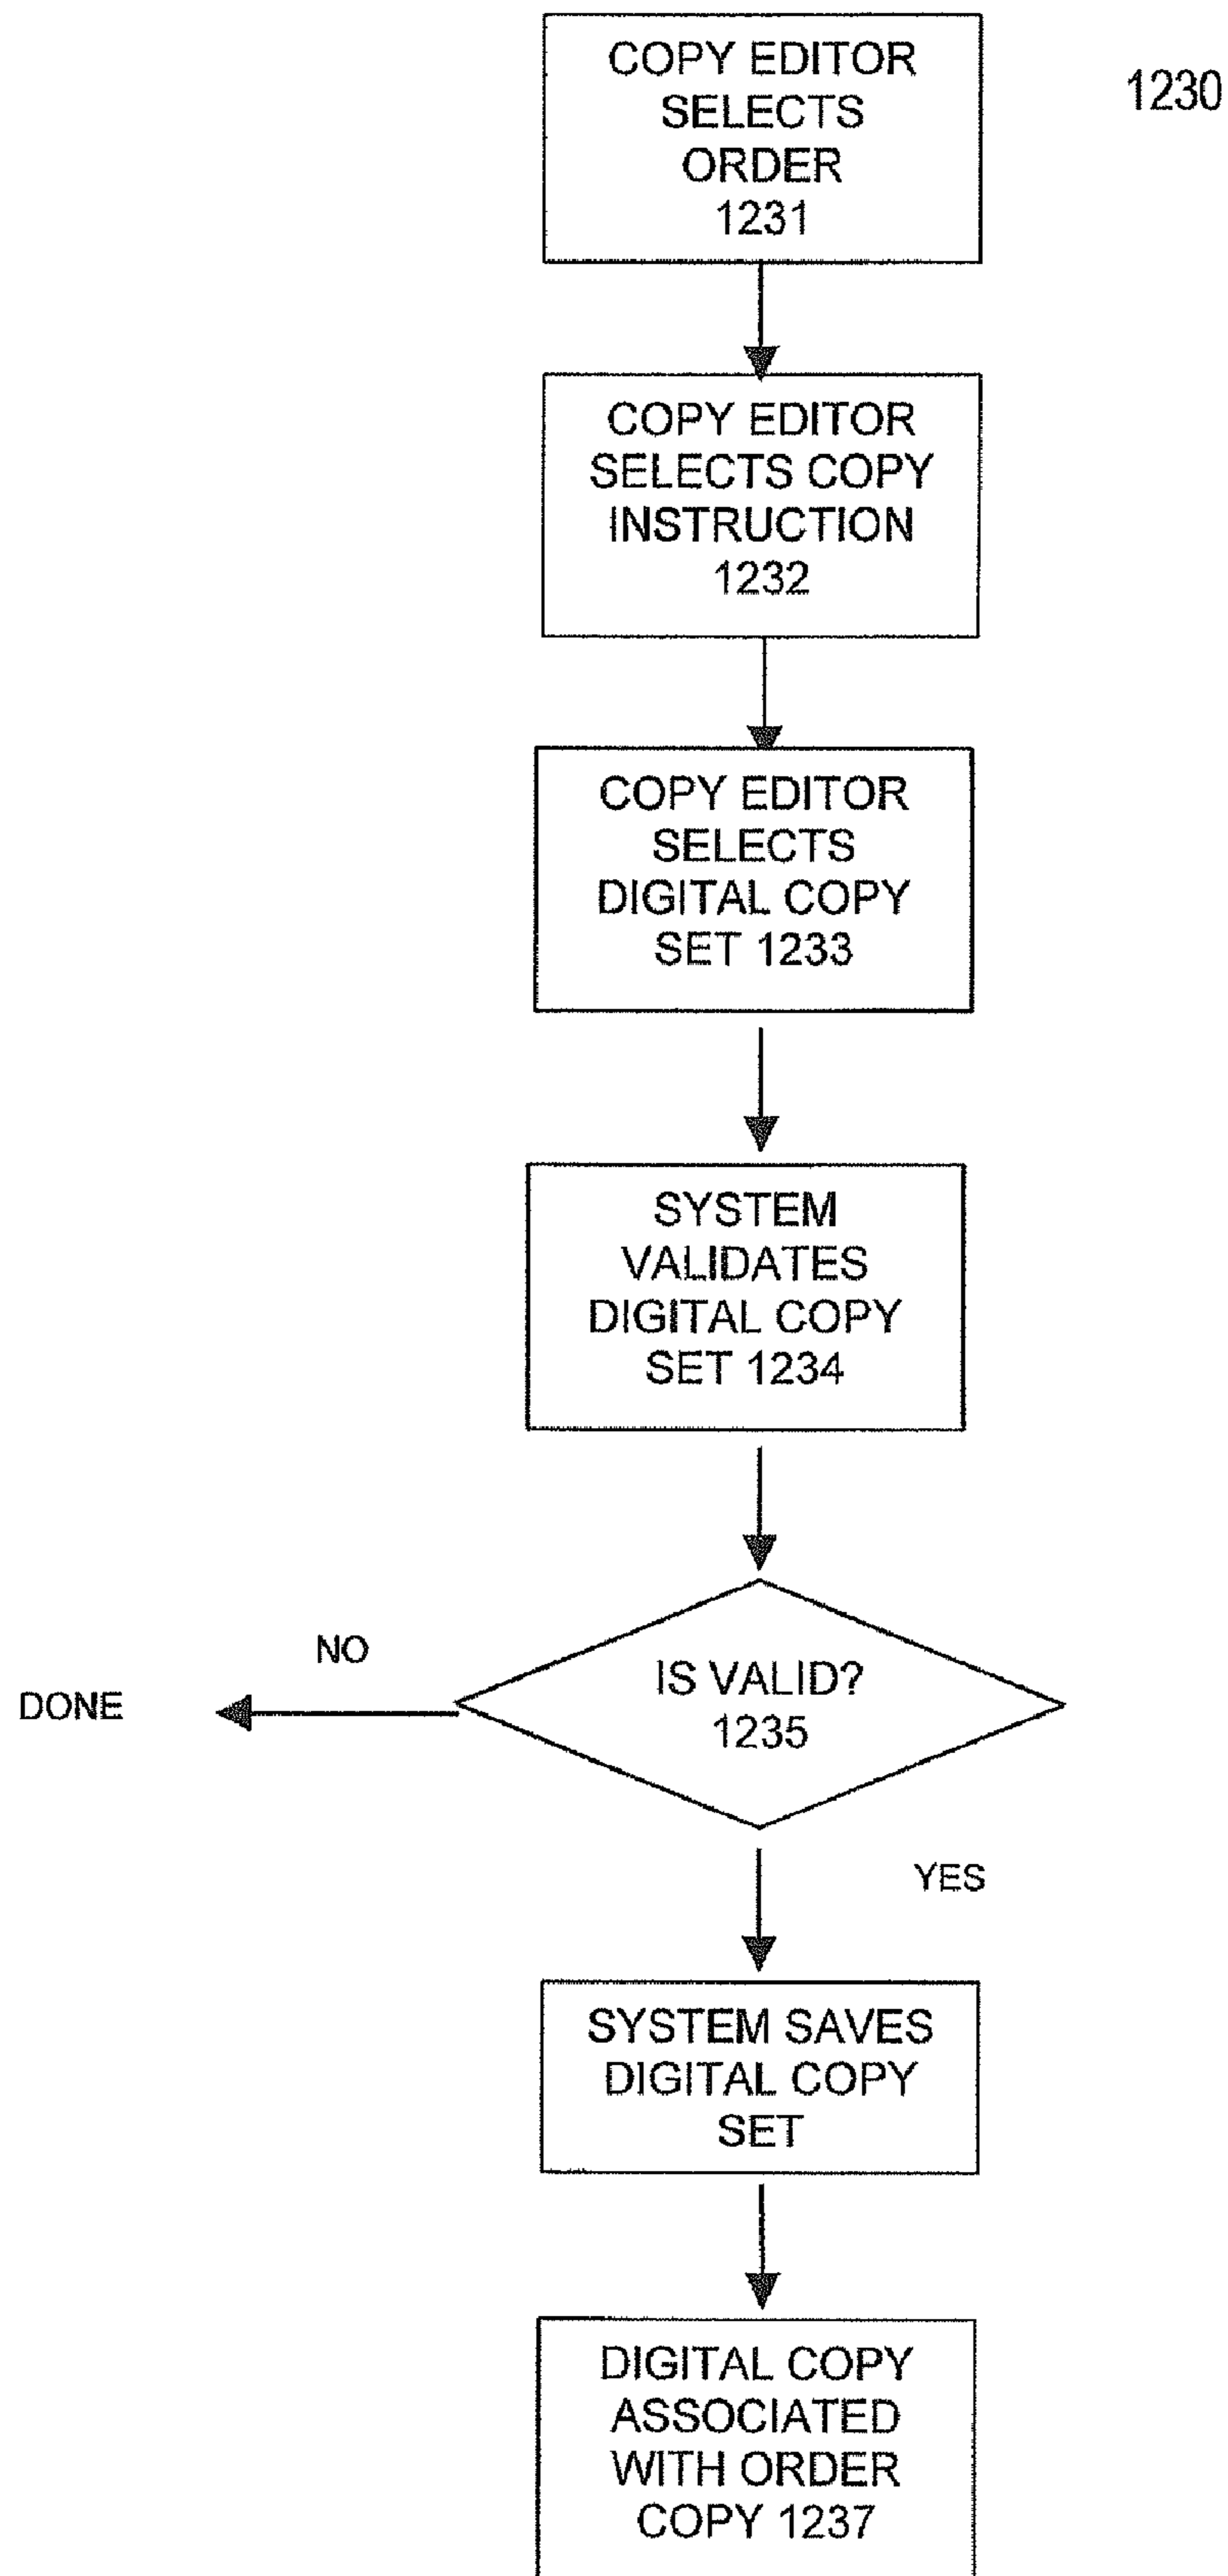 COPY EDITOR
SELECTS
ORDER
1231
1230
COPY EDITOR
SELECTS COPY
INSTRUCTION
1232
COPY EDITOR
SELECTS
DIGITAL COPY
SET 1233
SYSTEM
VALIDATES
DIGITAL COPY
SET 1234
IS VALID?
1235
NO
DONE
YES
SYSTEM SAVES
DIGITAL COPY
SET
DIGITAL COPY
ASSOCIATED
WITH ORDER
COPY 1237